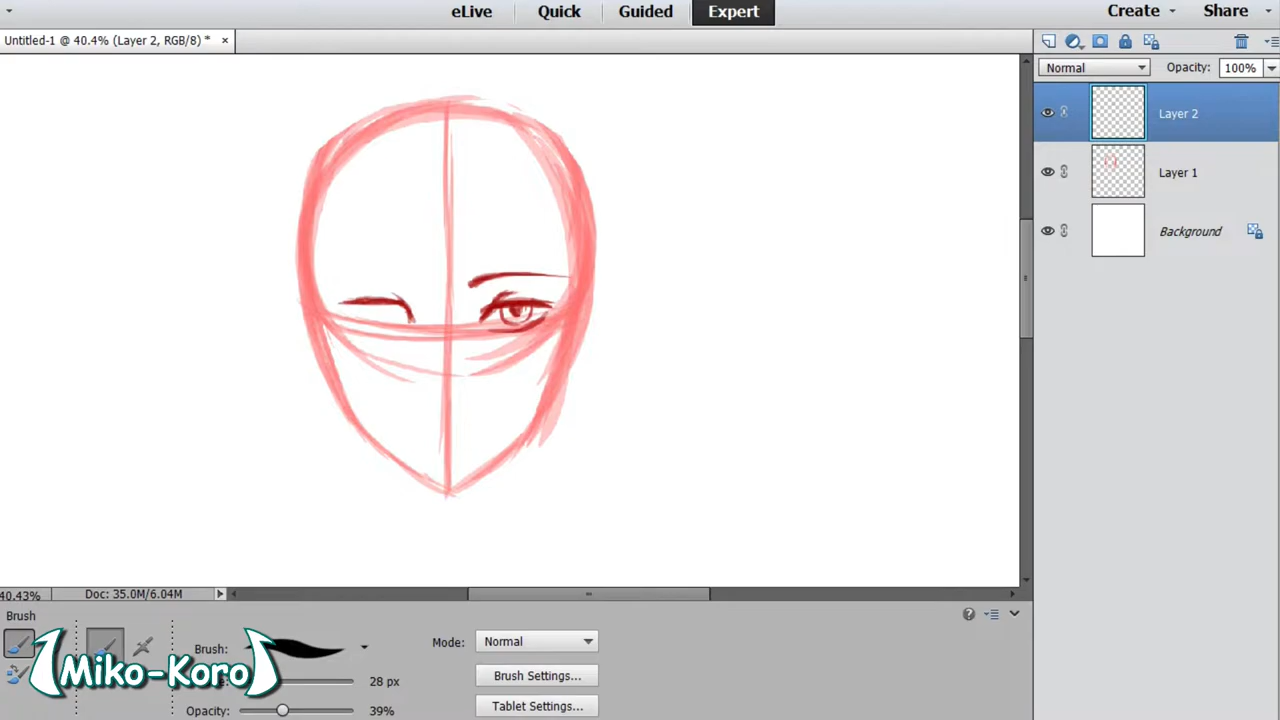 eLive Quick Guided Expert Create Share
Untitled-1 @ 40.4% (Layer 2, RGB/8) * ×
Normal Opacity: 100%
Layer 2
Layer 1
Background
40.43% Doc: 35.0M/6.04M
Brush
Brush: Mode: Normal
Miko-Koro
28 px Brush Settings...
Opacity: 39% Tablet Settings...